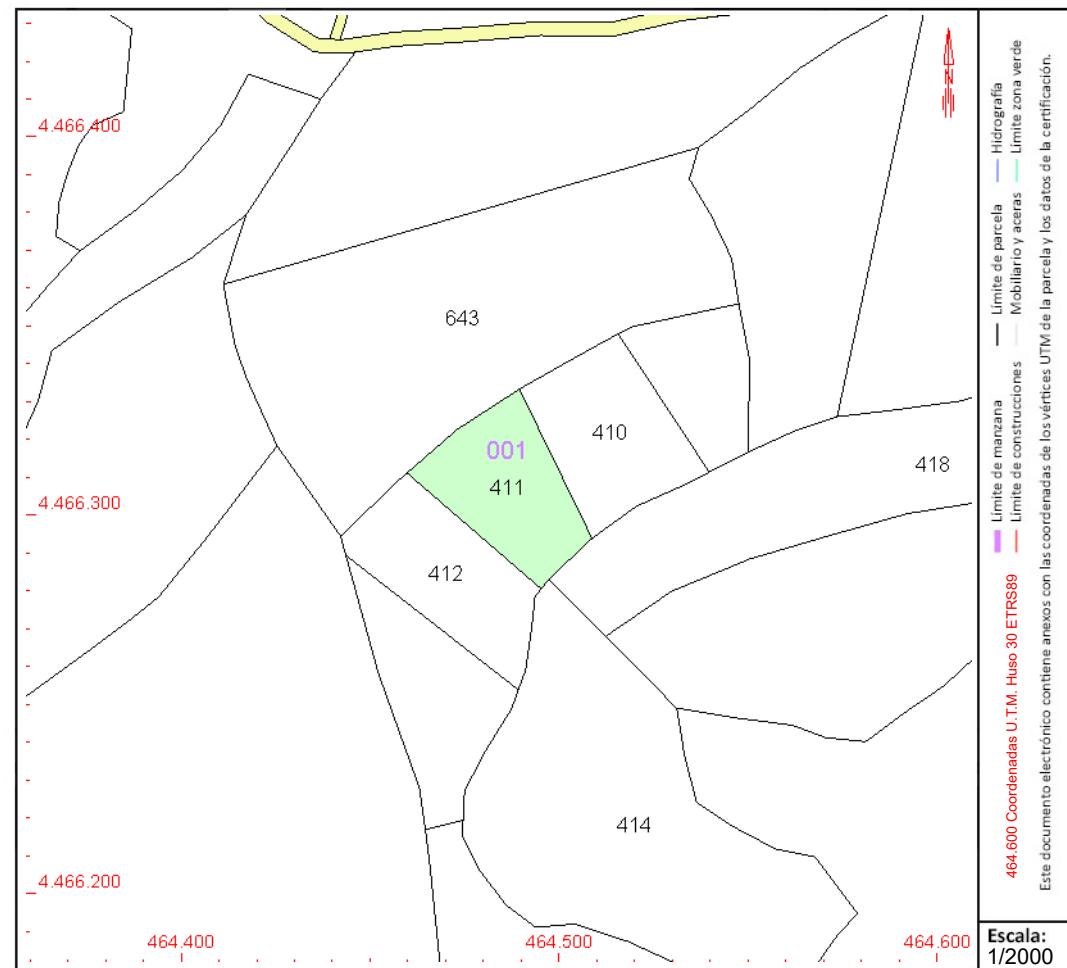 4.466.400
643
001
410
411
418
4.466.300
412
414
4.466.200
464.400
464.500
464.600
N
Límite de manzana
Límite de parcela
Hidrografía
Límite de construcciones
Mobiliario y aceras
Límite zona verde
464.600 Coordenadas U.T.M. Huso 30 ETRS89
Este documento electrónico contiene anexos con las coordenadas de los vértices UTM de la parcela y los datos de la certificación.
Escala:
1/2000